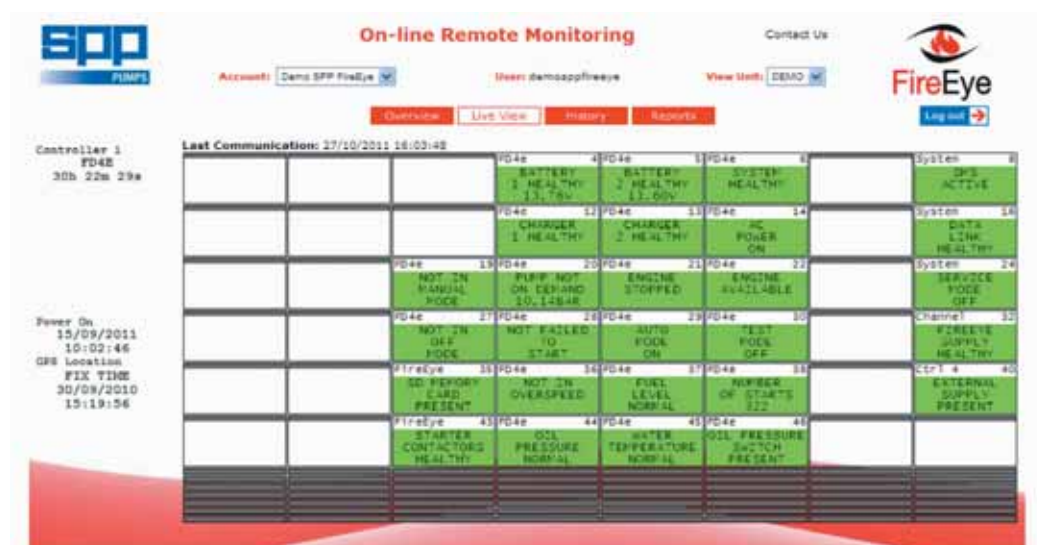 spp
PUMPS
On-line Remote Monitoring
Contact Us
FireEye
Account: Demo SPP FireEye
User: demosppfireeye
View Unit: DEMO
Overview
Live View
History
Reports
Log out
Controller 1
FD4E
30h 22m 29s
Last Communication: 27/10/2011 16:03:48
FD4e 4
BATTERY
1 HEALTHY
13.76V
FD4e 5
BATTERY
2 HEALTHY
13.60V
FD4e 6
SYSTEM
HEALTHY
System 8
ACTIVE
FD4e 12
CHARGER
1 HEALTHY
FD4e 13
CHARGER
2 HEALTHY
FD4e 14
AC
POWER
ON
System 16
DATA
LINK
HEALTHY
FD4e 19
NOT IN
MANUAL
MODE
FD4e 20
PUMP NOT
ON DEMAND
10.14BAR
FD4e 21
ENGINE
STOPPED
FD4e 22
ENGINE
AVAILABLE
System 24
SERVICE
MODE
OFF
Power On
15/09/2011
10:02:46
GPS Location
FIX TIME
30/09/2010
15:19:56
FD4e 27
NOT IN
OFF
MODE
FD4e 28
NOT FAILED
TO
START
FD4e 29
AUTO
MODE
ON
FD4e 30
TEST
MODE
OFF
Channel 32
FIREEYE
SUPPLY
HEALTHY
FireEye 35
SD MEMORY
CARD
PRESENT
FD4e 36
NOT IN
OVERSPEED
FD4e 37
FUEL
LEVEL
NORMAL
FD4e 38
NUMBER
OF STARTS
322
Ctrl 4 40
EXTERNAL
SUPPLY
PRESENT
FireEye 43
STARTER
CONTACTORS
HEALTHY
FD4e 44
OIL
PRESSURE
NORMAL
FD4e 45
WATER
TEMPERATURE
NORMAL
FD4e 46
OIL PRESSURE
SWITCH
PRESENT